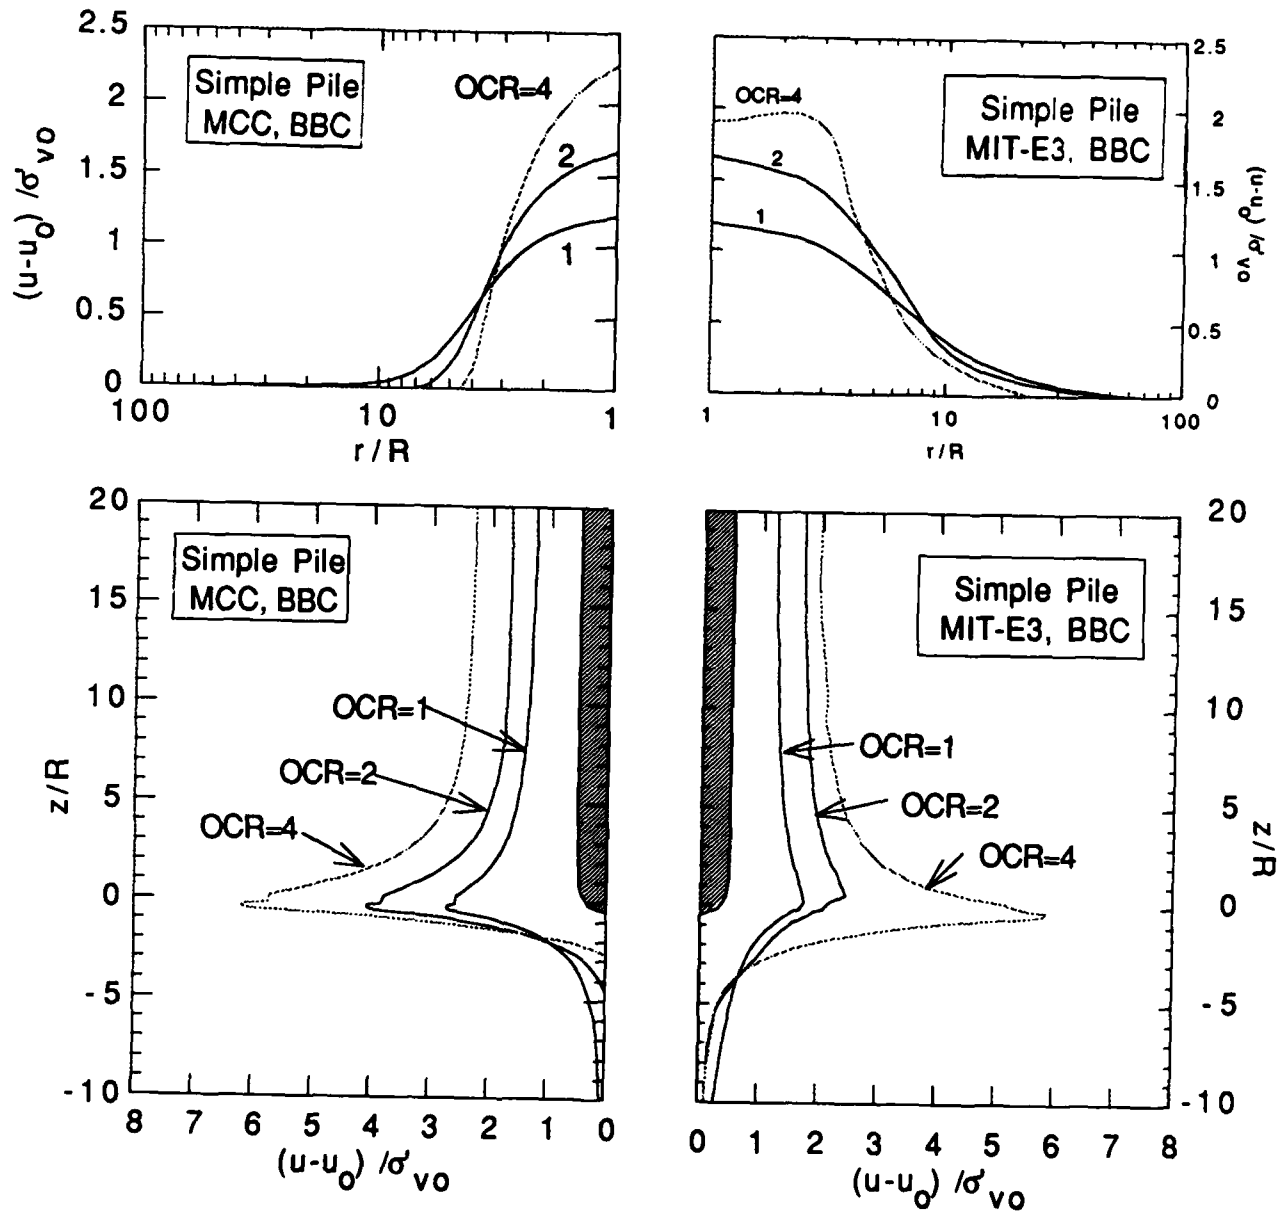 2.5
2
1.5
1
0.5
0
(u-u₀) /σ'vo
Simple Pile
MCC, BBC
OCR=4
2
1
100
10
1
r/R
Simple Pile
MIT-E3, BBC
OCR=4
2
1
2.5
2
1.5
1
0.5
0
(u-u₀) /σ'vo
1
10
100
r/R
20
15
10
5
0
-5
-10
z/R
Simple Pile
MCC, BBC
OCR=1
OCR=2
OCR=4
8
7
6
5
4
3
2
1
0
(u-u₀) /σ'vo
Simple Pile
MIT-E3, BBC
OCR=1
OCR=2
OCR=4
20
15
10
5
0
-5
-10
z/R
0
1
2
3
4
5
6
7
8
(u-u₀) /σ'vo